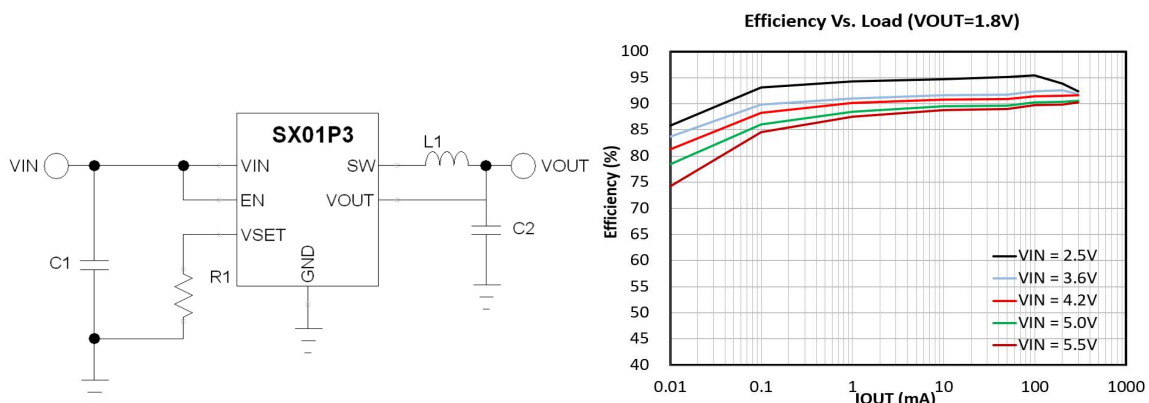 SX01P3
VIN
VIN
EN
VSET
GND
SW
VOUT
L1
VOUT
C1
R1
C2
Efficiency Vs. Load (VOUT=1.8V)
Efficiency (%)
100
95
90
85
80
75
70
65
60
55
50
45
40
VIN = 2.5V
VIN = 3.6V
VIN = 4.2V
VIN = 5.0V
VIN = 5.5V
0.01 0.1 1 10 100 1000
IOUT (mA)